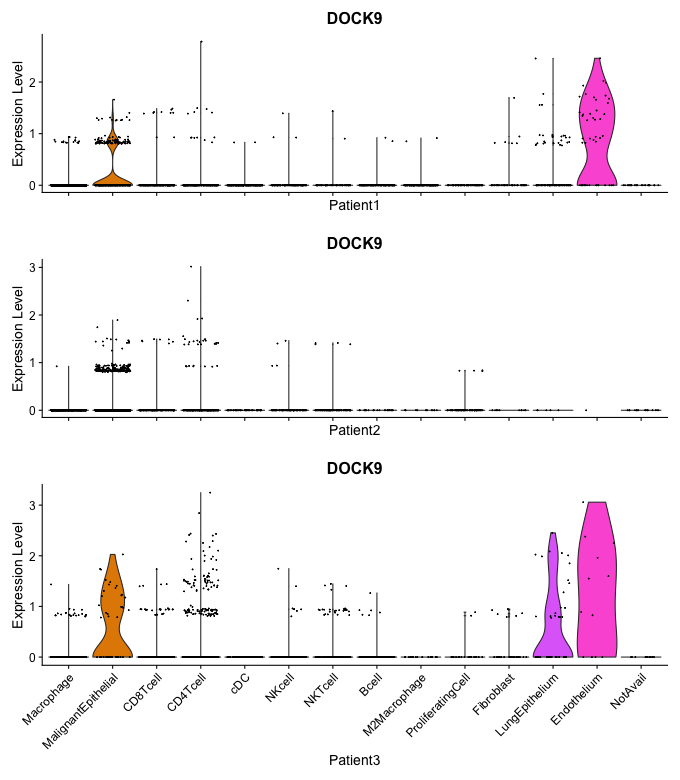 DOCK9
Expression Level
2
1
0
Patient1
DOCK9
Expression Level
3
2
1
0
Patient2
DOCK9
Expression Level
3
2
1
0
Macrophage
MalignantEpithelial
CD8Tcell
CD4Tcell
cDC
NKcell
NKTcell
Bcell
M2Macrophage
ProliferatingCell
Fibroblast
LungEpithelium
Endothelium
NotAvail
Patient3